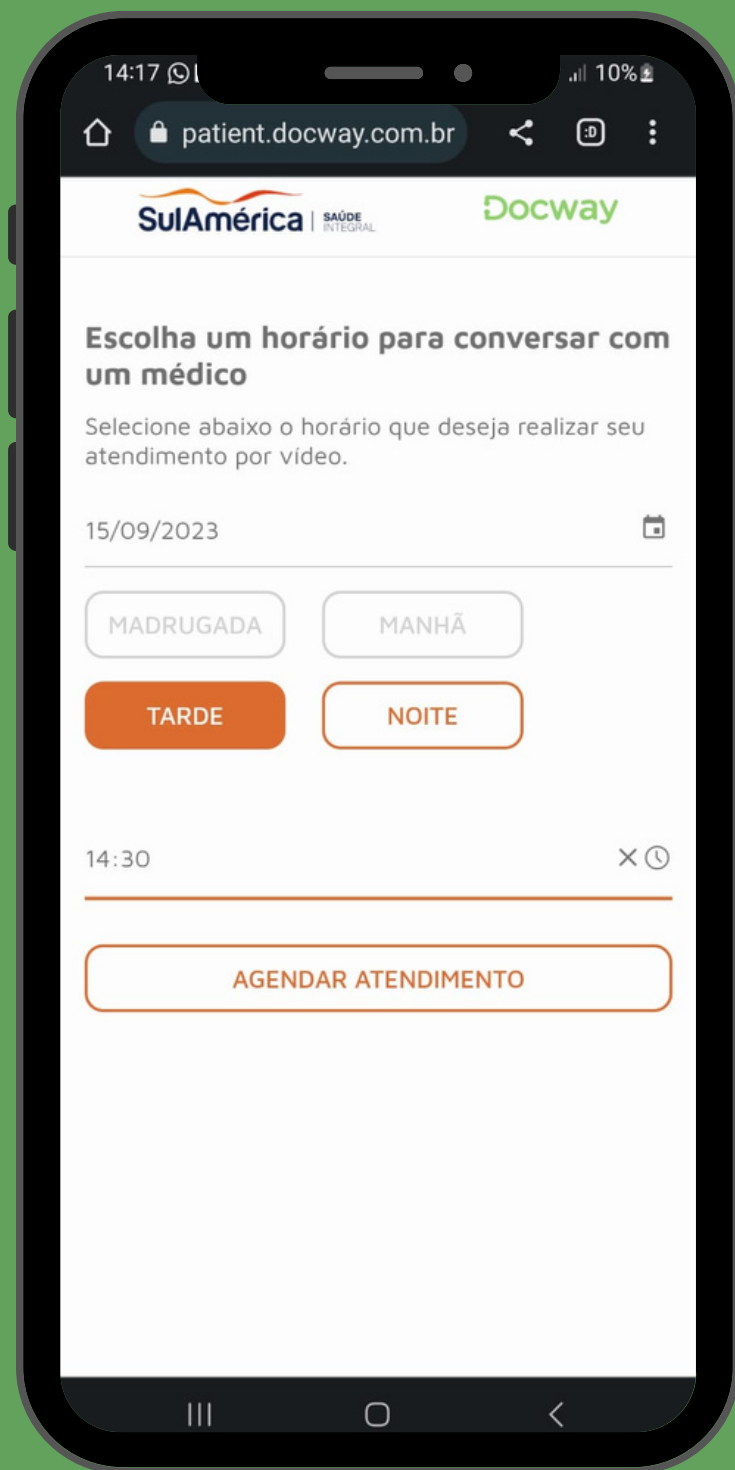 14:17
10%
patient.docway.com.br
:D
SulAmérica | SAÚDE INTEGRAL
Docway
Escolha um horário para conversar com
um médico
Selecione abaixo o horário que deseja realizar seu
atendimento por vídeo.
15/09/2023
MADRUGADA
MANHÃ
TARDE
NOITE
14:30
AGENDAR ATENDIMENTO